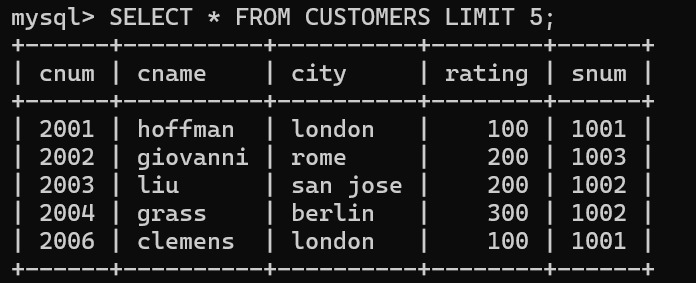 mysql> SELECT * FROM CUSTOMERS LIMIT 5;
+------+----------+----------+--------+------+
| cnum | cname    | city     | rating | snum |
+------+----------+----------+--------+------+
| 2001 | hoffman  | london   |    100 | 1001 |
| 2002 | giovanni | rome     |    200 | 1003 |
| 2003 | liu      | san jose |    200 | 1002 |
| 2004 | grass    | berlin   |    300 | 1002 |
| 2006 | clemens  | london   |    100 | 1001 |
+------+----------+----------+--------+------+